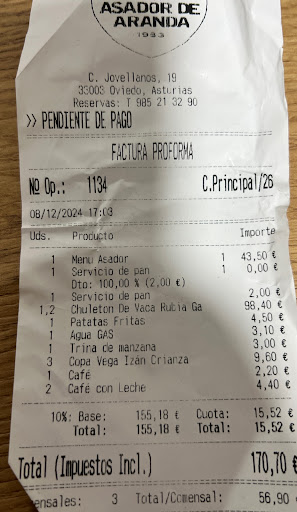 ASADOR DE
ARANDA
1983
C. Jovellanos, 19
33003 Oviedo, Asturias
Reservas: T 985 21 32 90
>> PENDIENTE DE PAGO
FACTURA PROFORMA
Nº Op.: 1134 C.Principal/26
08/12/2024 17:03
Uds. Producto Importe
1 Menu Asador 1 43,50 €
1 Servicio de pan 1 0,00 €
Dto: 100,00 % (2,00 €)
1 Servicio de pan 2,00 €
1,2 Chuleton De Vaca Rubia Ga 98,40 €
1 Patatas Fritas 4,50 €
1 Agua GAS 3,10 €
1 Trina de manzana 3,00 €
3 Copa Vega Izán Crianza 9,60 €
1 Café 2,20 €
2 Café con Leche 4,40 €
10%: Base: 155,18 € Cuota: 15,52 €
Total: 155,18 € Total: 15,52 €
Total (Impuestos Incl.) 170,70 €
ensales: 3 Total/Comensal: 56,90